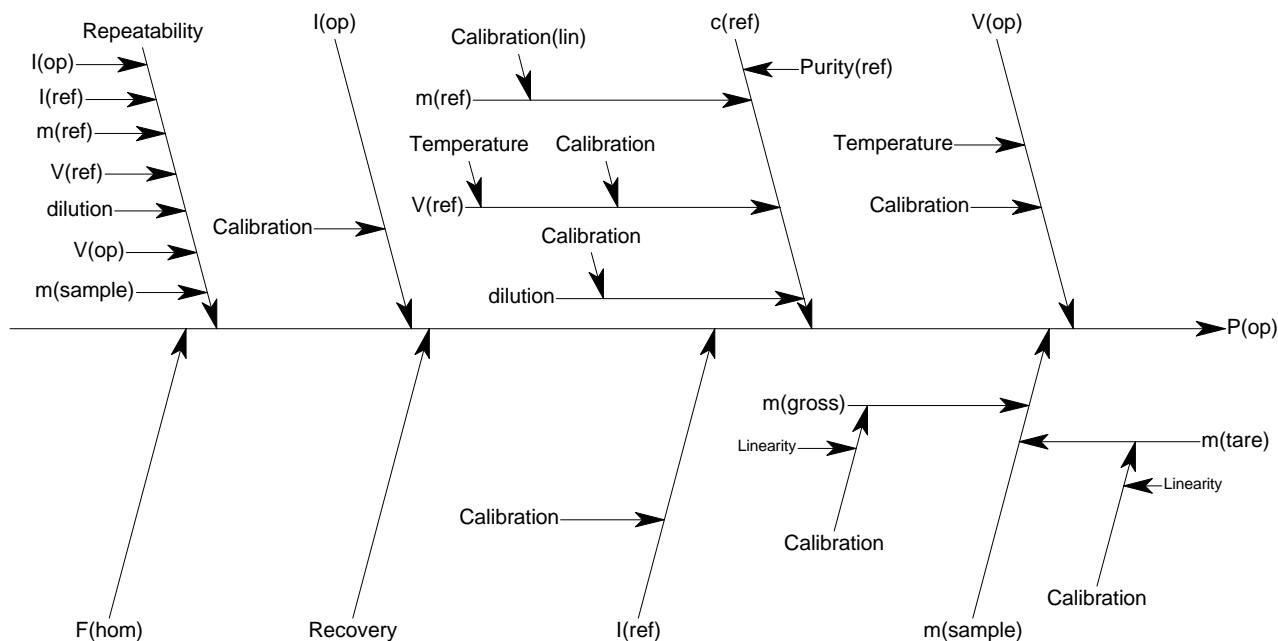 Repeatability
I(op)
I(ref)
m(ref)
V(ref)
dilution
V(op)
m(sample)
I(op)
Calibration
c(ref)
Purity(ref)
Calibration(lin)
m(ref)
Temperature
Calibration
V(ref)
Calibration
dilution
V(op)
Temperature
Calibration
P(op)
F(hom)
Recovery
Calibration
I(ref)
m(gross)
Linearity
Calibration
m(tare)
Linearity
Calibration
m(sample)